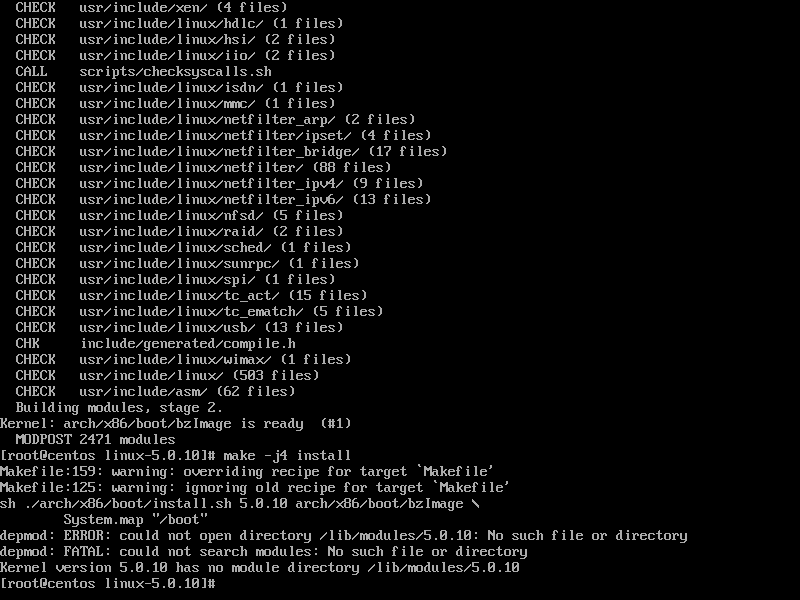 CHECK   usr/include/xen/ (4 files)
CHECK   usr/include/linux/hdlc/ (1 files)
CHECK   usr/include/linux/hsi/ (2 files)
CHECK   usr/include/linux/iio/ (2 files)
CALL    scripts/checksyscalls.sh
CHECK   usr/include/linux/isdn/ (1 files)
CHECK   usr/include/linux/mmc/ (1 files)
CHECK   usr/include/linux/netfilter_arp/ (2 files)
CHECK   usr/include/linux/netfilter/ipset/ (4 files)
CHECK   usr/include/linux/netfilter_bridge/ (17 files)
CHECK   usr/include/linux/netfilter/ (88 files)
CHECK   usr/include/linux/netfilter_ipv4/ (9 files)
CHECK   usr/include/linux/netfilter_ipv6/ (13 files)
CHECK   usr/include/linux/nfsd/ (5 files)
CHECK   usr/include/linux/raid/ (2 files)
CHECK   usr/include/linux/sched/ (1 files)
CHECK   usr/include/linux/sunrpc/ (1 files)
CHECK   usr/include/linux/spi/ (1 files)
CHECK   usr/include/linux/tc_act/ (15 files)
CHECK   usr/include/linux/tc_ematch/ (5 files)
CHECK   usr/include/linux/usb/ (13 files)
CHK     include/generated/compile.h
CHECK   usr/include/linux/wimax/ (1 files)
CHECK   usr/include/linux/ (503 files)
CHECK   usr/include/asm/ (62 files)
Building modules, stage 2.
Kernel: arch/x86/boot/bzImage is ready  (#1)
MODPOST 2471 modules
[root@centos linux-5.0.10]# make -j4 install
Makefile:159: warning: overriding recipe for target `Makefile'
Makefile:125: warning: ignoring old recipe for target `Makefile'
sh ./arch/x86/boot/install.sh 5.0.10 arch/x86/boot/bzImage \
System.map "/boot"
depmod: ERROR: could not open directory /lib/modules/5.0.10: No such file or directory
depmod: FATAL: could not search modules: No such file or directory
Kernel version 5.0.10 has no module directory /lib/modules/5.0.10
[root@centos linux-5.0.10]#